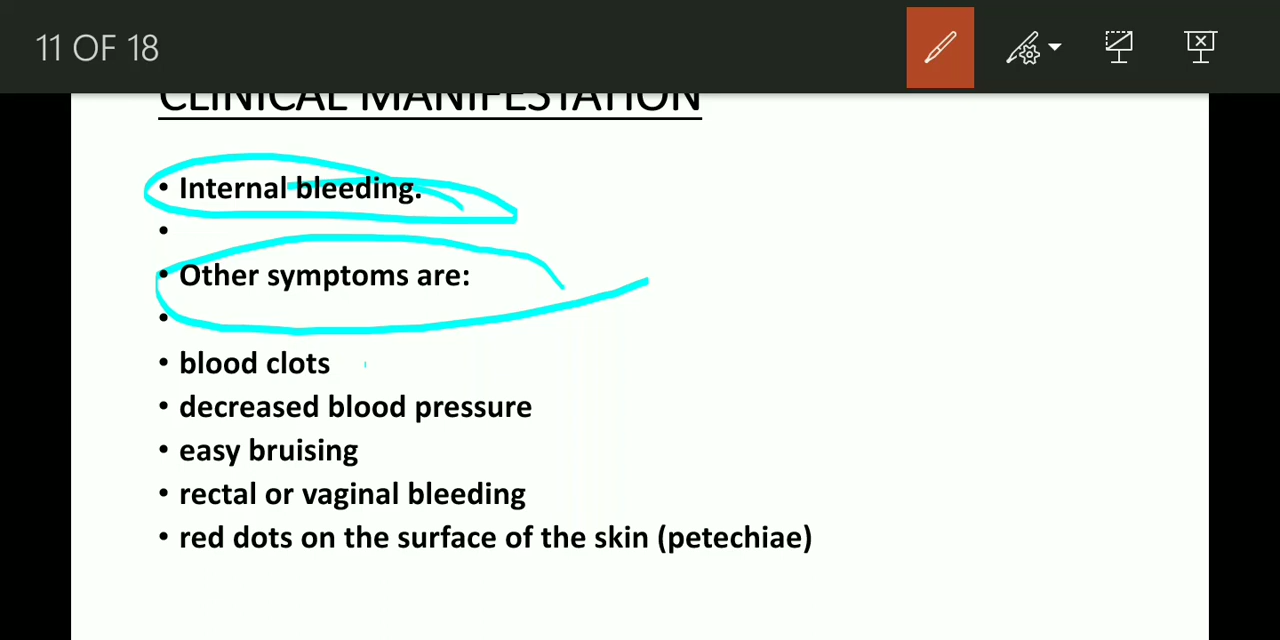 11 OF 18
CLINICAL MANIFESTATION
• Internal bleeding.
•
• Other symptoms are:
•
• blood clots
• decreased blood pressure
• easy bruising
• rectal or vaginal bleeding
• red dots on the surface of the skin (petechiae)